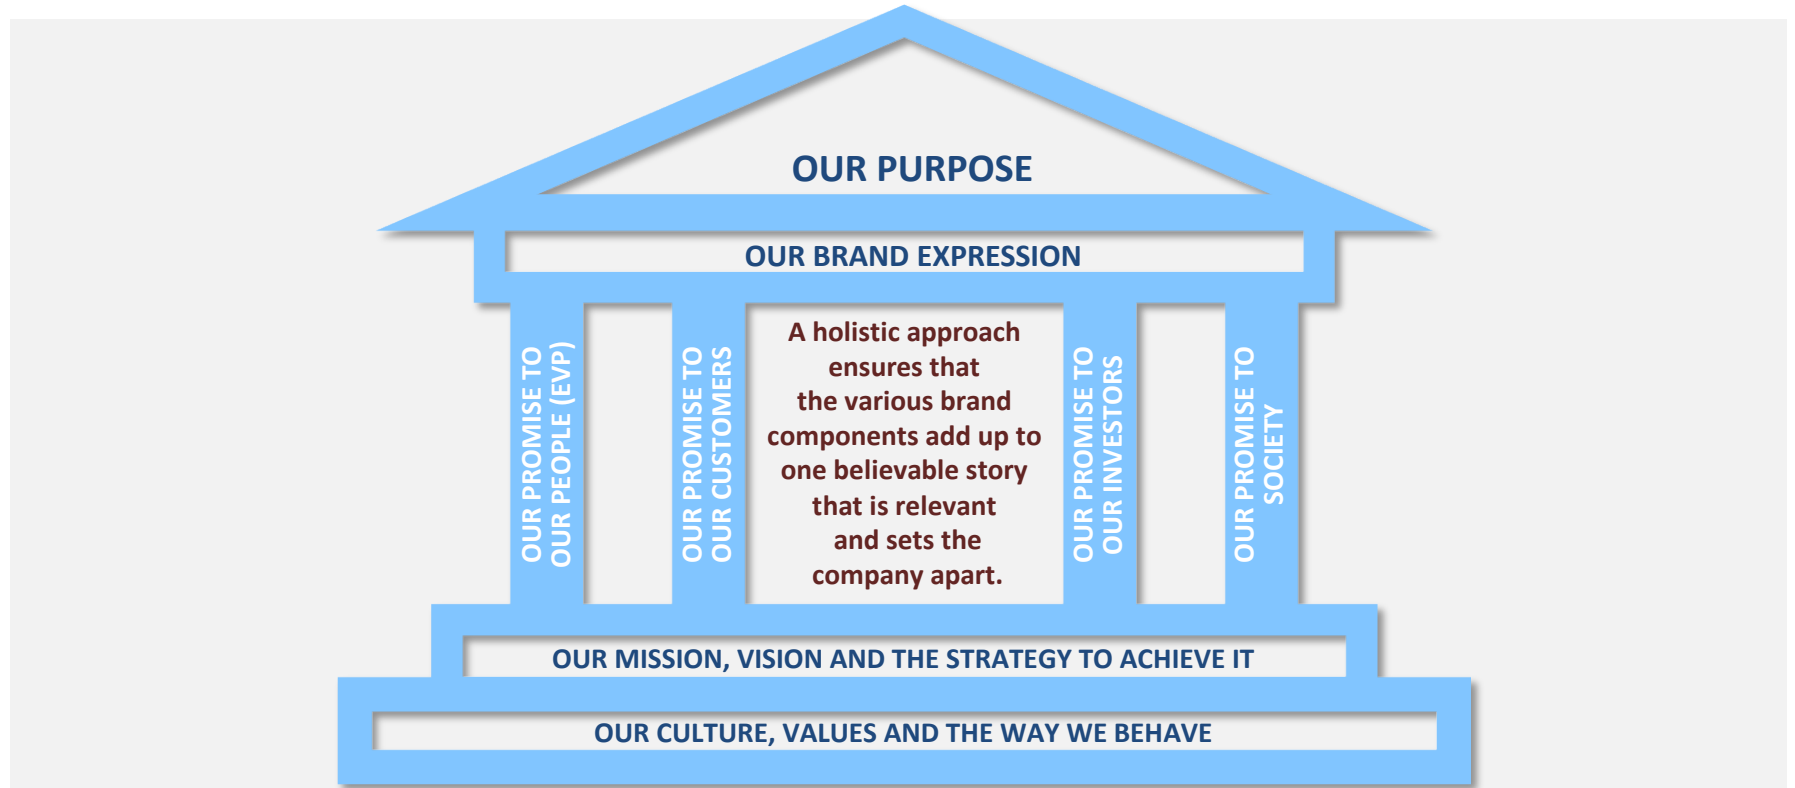 OUR PURPOSE
OUR BRAND EXPRESSION
OUR PROMISE TO
OUR PEOPLE (EVP)
OUR PROMISE TO
OUR CUSTOMERS
A holistic approach
ensures that
the various brand
components add up to
one believable story
that is relevant
and sets the
company apart.
OUR PROMISE TO
OUR INVESTORS
OUR PROMISE TO
SOCIETY
OUR MISSION, VISION AND THE STRATEGY TO ACHIEVE IT
OUR CULTURE, VALUES AND THE WAY WE BEHAVE